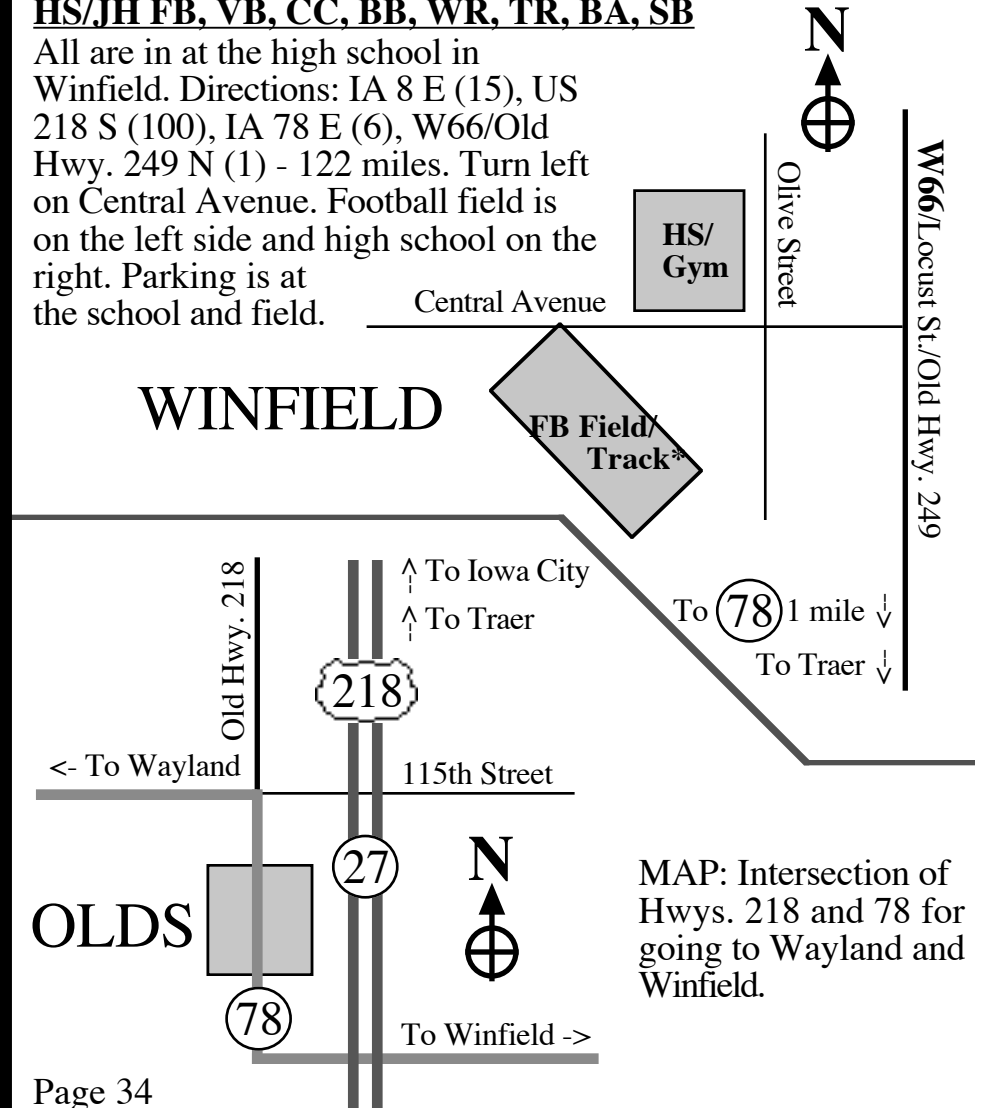 HS/JH FB, VB, CC, BB, WR, TR, BA, SB
All are in at the high school in
Winfield. Directions: IA 8 E (15), US
218 S (100), IA 78 E (6), W66/Old
Hwy. 249 N (1) - 122 miles. Turn left
on Central Avenue. Football field is
on the left side and high school on the
right. Parking is at
the school and field.
N
Olive Street
W66/Locust St./Old Hwy. 249
HS/
Gym
Central Avenue
WINFIELD
FB Field/
Track*
To 78 1 mile
To Traer
Old Hwy. 218
To Iowa City
To Traer
218
<- To Wayland
115th Street
27
N
OLDS
78
To Winfield ->
MAP: Intersection of
Hwys. 218 and 78 for
going to Wayland and
Winfield.
Page 34